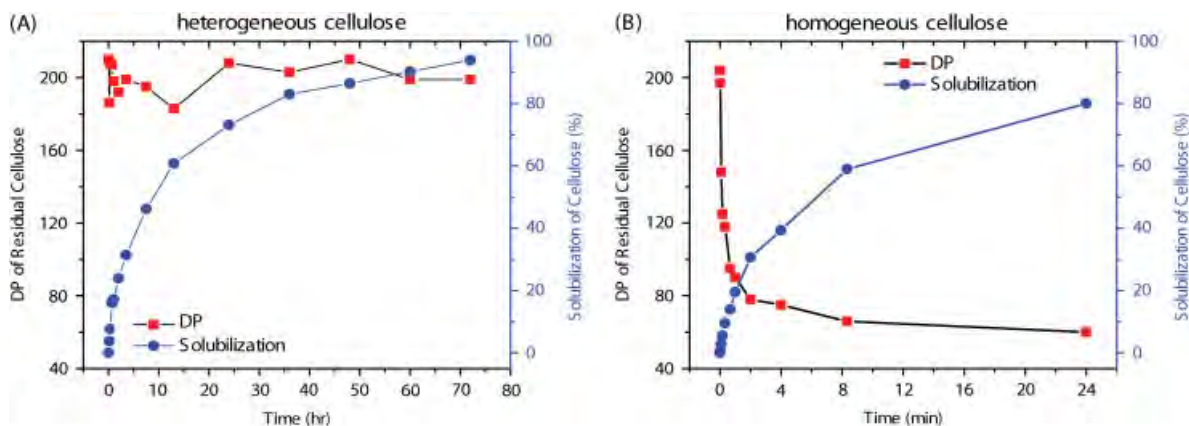 (A) heterogeneous cellulose
DP of Residual Cellulose
200
160
120
80
40
DP
Solubilization
0 10 20 30 40 50 60 70 80
Time (hr)
100
80
60
40
20
0
Solubilization of Cellulose (%)
(B) homogeneous cellulose
DP of Residual Cellulose
200
160
120
80
40
DP
Solubilization
0 4 8 12 16 20 24
Time (min)
100
80
60
40
20
0
Solubilization of Cellulose (%)